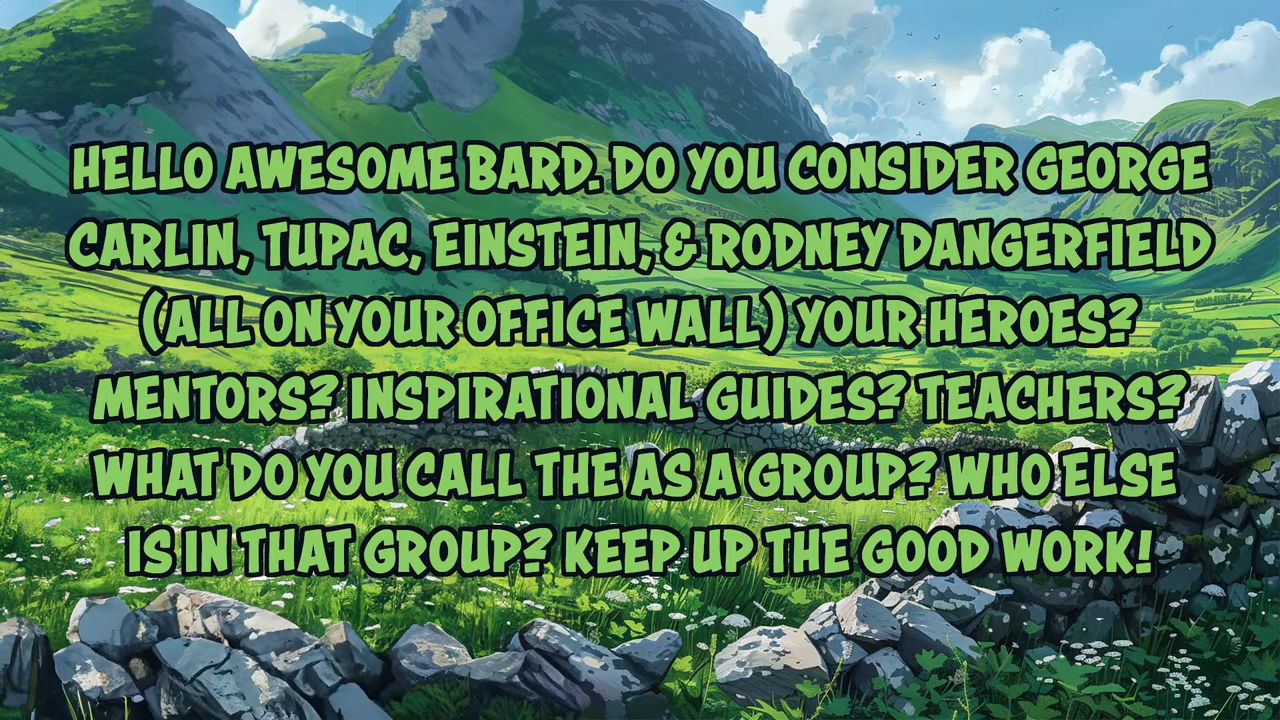 HELLO AWESOME BARD. DO YOU CONSIDER GEORGE
CARLIN, TUPAC, EINSTEIN, & RODNEY DANGERFIELD
(ALL ON YOUR OFFICE WALL) YOUR HEROES?
MENTORS? INSPIRATIONAL GUIDES? TEACHERS?
WHAT DO YOU CALL THE AS A GROUP? WHO ELSE
IS IN THAT GROUP? KEEP UP THE GOOD WORK!